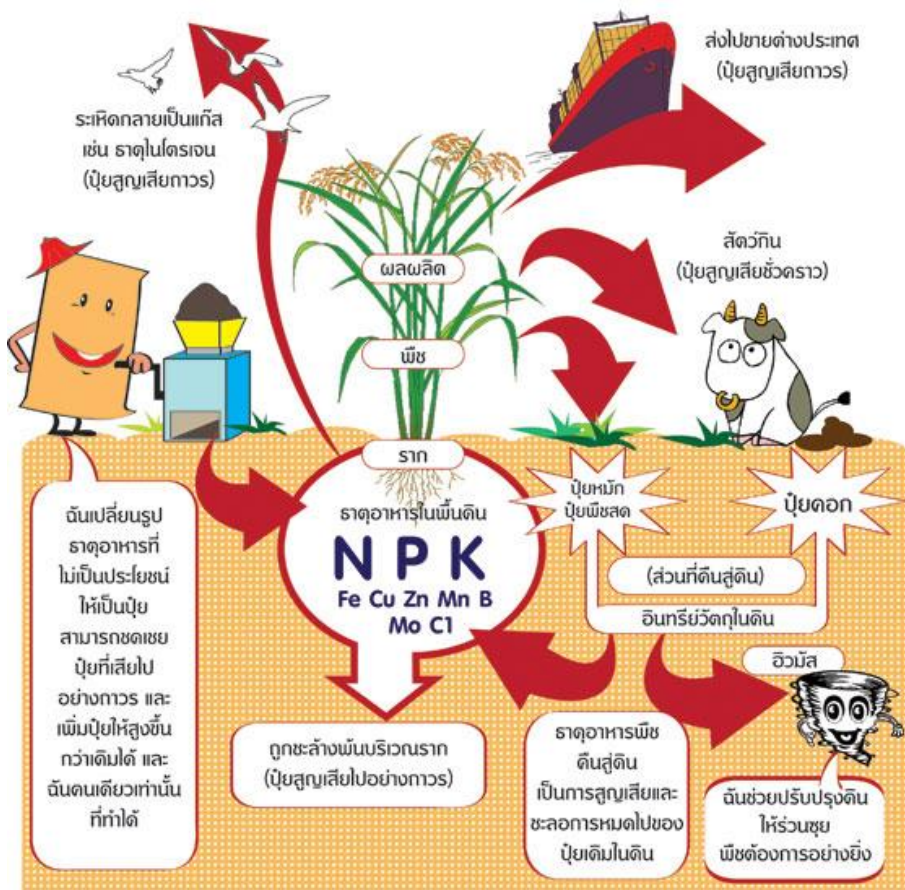 ส่งไปขายต่างประเทศ
(ปุ๋ยสูญเสียถาวร)
ระเหิดกลายเป็นแก๊ส
เช่น ธาตุไนโตรเจน
(ปุ๋ยสูญเสียถาวร)
สัตว์กิน
(ปุ๋ยสูญเสียชั่วคราว)
ผลผลิต
พืช
ราก
ธาตุอาหารในพื้นดิน
N P K
Fe Cu Zn Mn B
Mo C1
ฉันเปลี่ยนรูป
ธาตุอาหารที่
ไม่เป็นประโยชน์
ให้เป็นปุ๋ย
สามารถชดเชย
ปุ๋ยที่เสียไป
อย่างถาวร และ
เพิ่มปุ๋ยให้สูงขึ้น
กว่าเดิมได้ และ
ฉันคนเดียวเท่านั้น
ที่ทำได้
ปุ๋ยหมัก
ปุ๋ยพืชสด
ปุ๋ยคอก
(ส่วนที่คืนสู่ดิน)
อินทรีย์วัตถุในดิน
ฮิวมัส
ถูกชะล้างพ้นบริเวณราก
(ปุ๋ยสูญเสียไปอย่างถาวร)
ธาตุอาหารพืช
คืนสู่ดิน
เป็นการสูญเสียและ
ชะลอการหมดไปของ
ปุ๋ยเดิมในดิน
ฉันช่วยปรับปรุงดิน
ให้ร่วนซุย
พืชต้องการอย่างยิ่ง